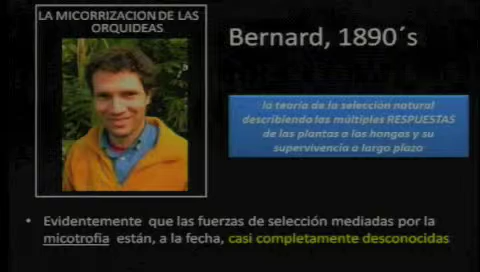 LA MICORRIZACION DE LAS
ORQUIDEAS
Bernard, 1890´s
la teoría de la selección natural
describiendo las múltiples RESPUESTAS
de las plantas a los hongos y su
supervivencia a largo plazo
• Evidentemente que las fuerzas de selección mediadas por la
micotrofia están, a la fecha, casi completamente desconocidas